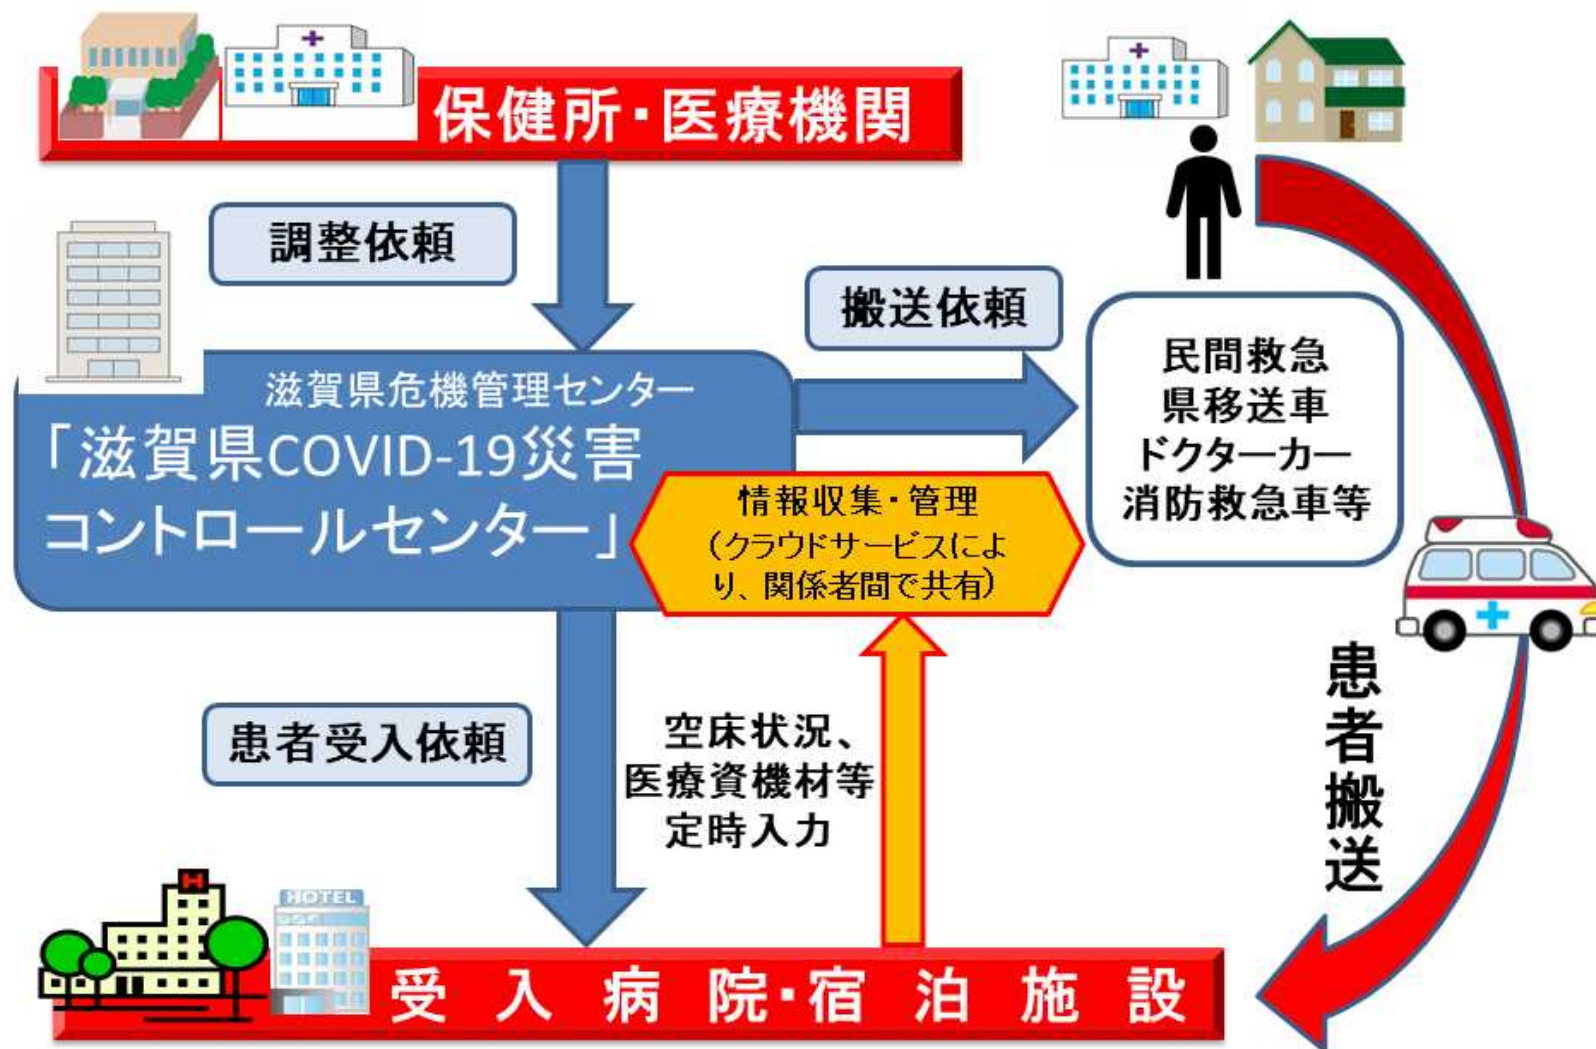 保健所・医療機関
調整依頼
搬送依頼
滋賀県危機管理センター
「滋賀県COVID-19災害
コントロールセンター」
情報収集・管理
(クラウドサービスによ
り、関係者間で共有)
民間救急
県移送車
ドクターカー
消防救急車等
患者受入依頼
空床状況、
医療資機材等
定時入力
患者搬送
H
HOTEL
受入病院・宿泊施設